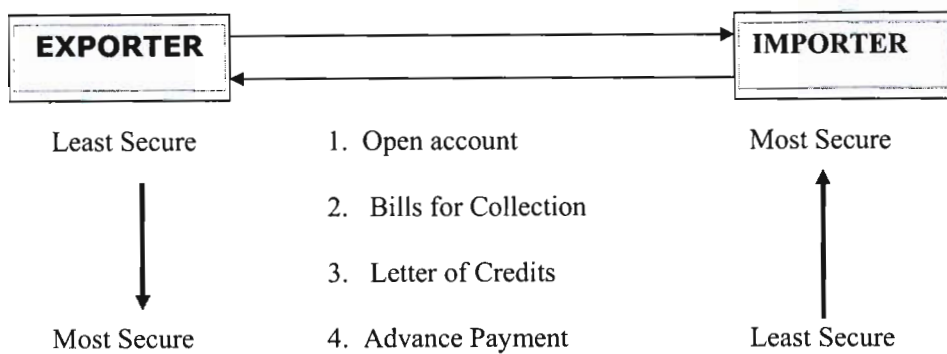 EXPORTER IMPORTER
Least Secure 1. Open account Most Secure
2. Bills for Collection
3. Letter of Credits
Most Secure 4. Advance Payment Least Secure